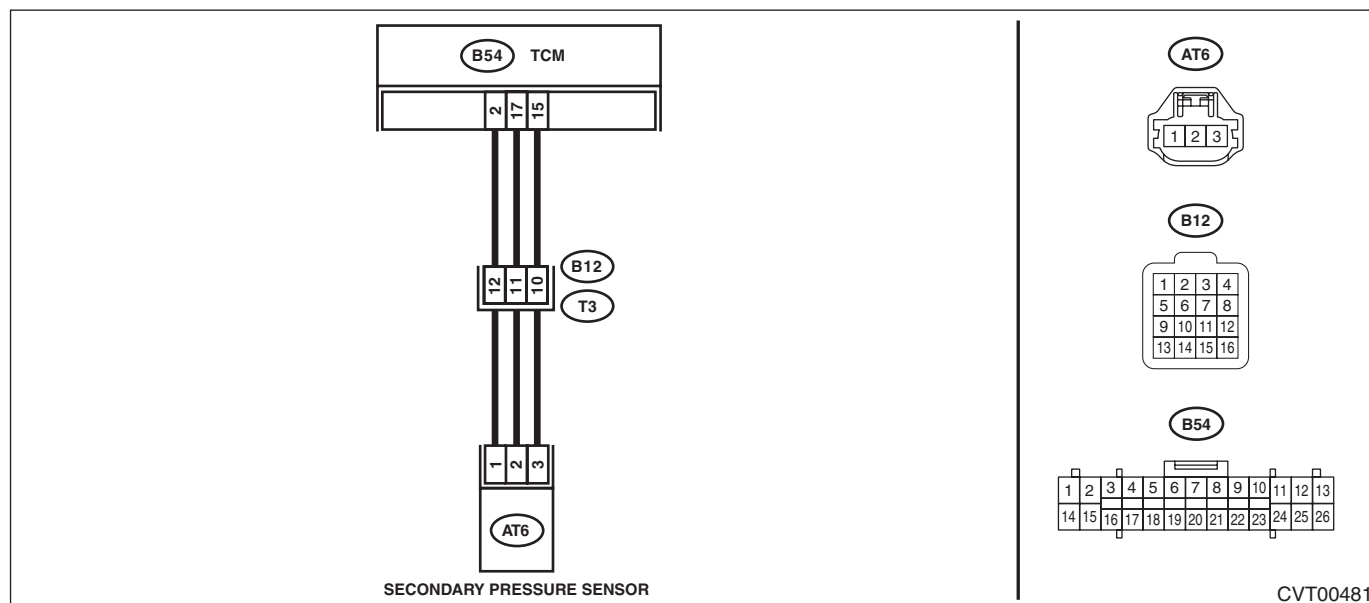 B54 TCM
2 17 15
12 11 10
B12
T3
1 2 3
AT6
SECONDARY PRESSURE SENSOR
AT6
1 2 3
B12
1 2 3 4
5 6 7 8
9 10 11 12
13 14 15 16
B54
1 2 3 4 5 6 7 8 9 10 11 12 13
14 15 16 17 18 19 20 21 22 23 24 25 26
CVT00481